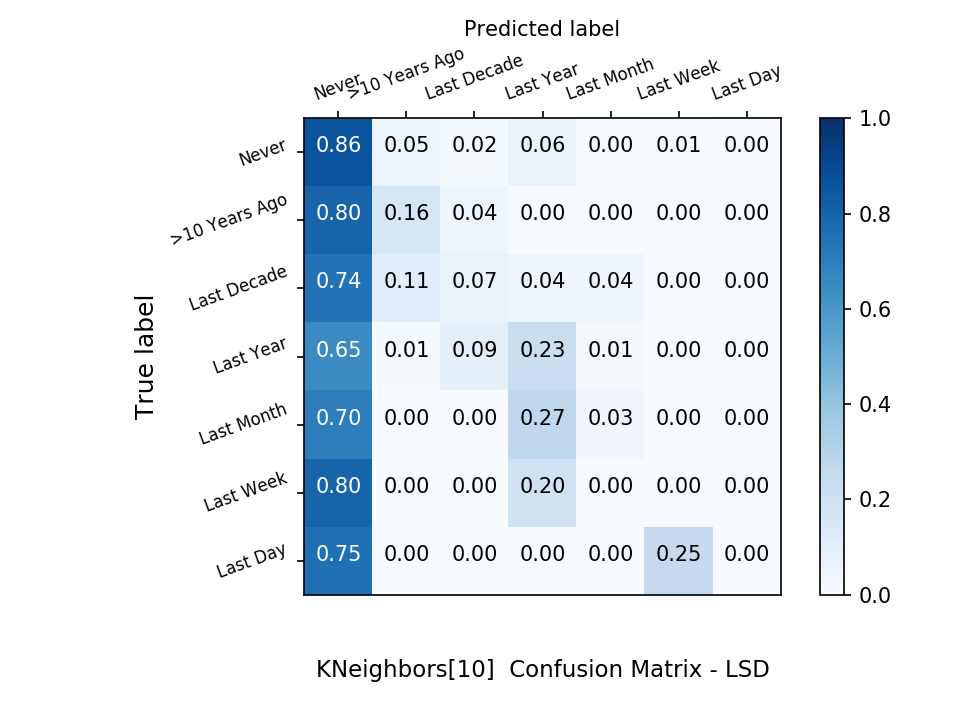 Predicted label
Never >10 Years Ago Last Decade Last Year Last Month Last Week Last Day
Never 0.86 0.05 0.02 0.06 0.00 0.01 0.00
>10 Years Ago 0.80 0.16 0.04 0.00 0.00 0.00 0.00
Last Decade 0.74 0.11 0.07 0.04 0.04 0.00 0.00
Last Year 0.65 0.01 0.09 0.23 0.01 0.00 0.00
Last Month 0.70 0.00 0.00 0.27 0.03 0.00 0.00
Last Week 0.80 0.00 0.00 0.20 0.00 0.00 0.00
Last Day 0.75 0.00 0.00 0.00 0.00 0.25 0.00
True label
1.0
0.8
0.6
0.4
0.2
0.0
KNeighbors[10]  Confusion Matrix - LSD